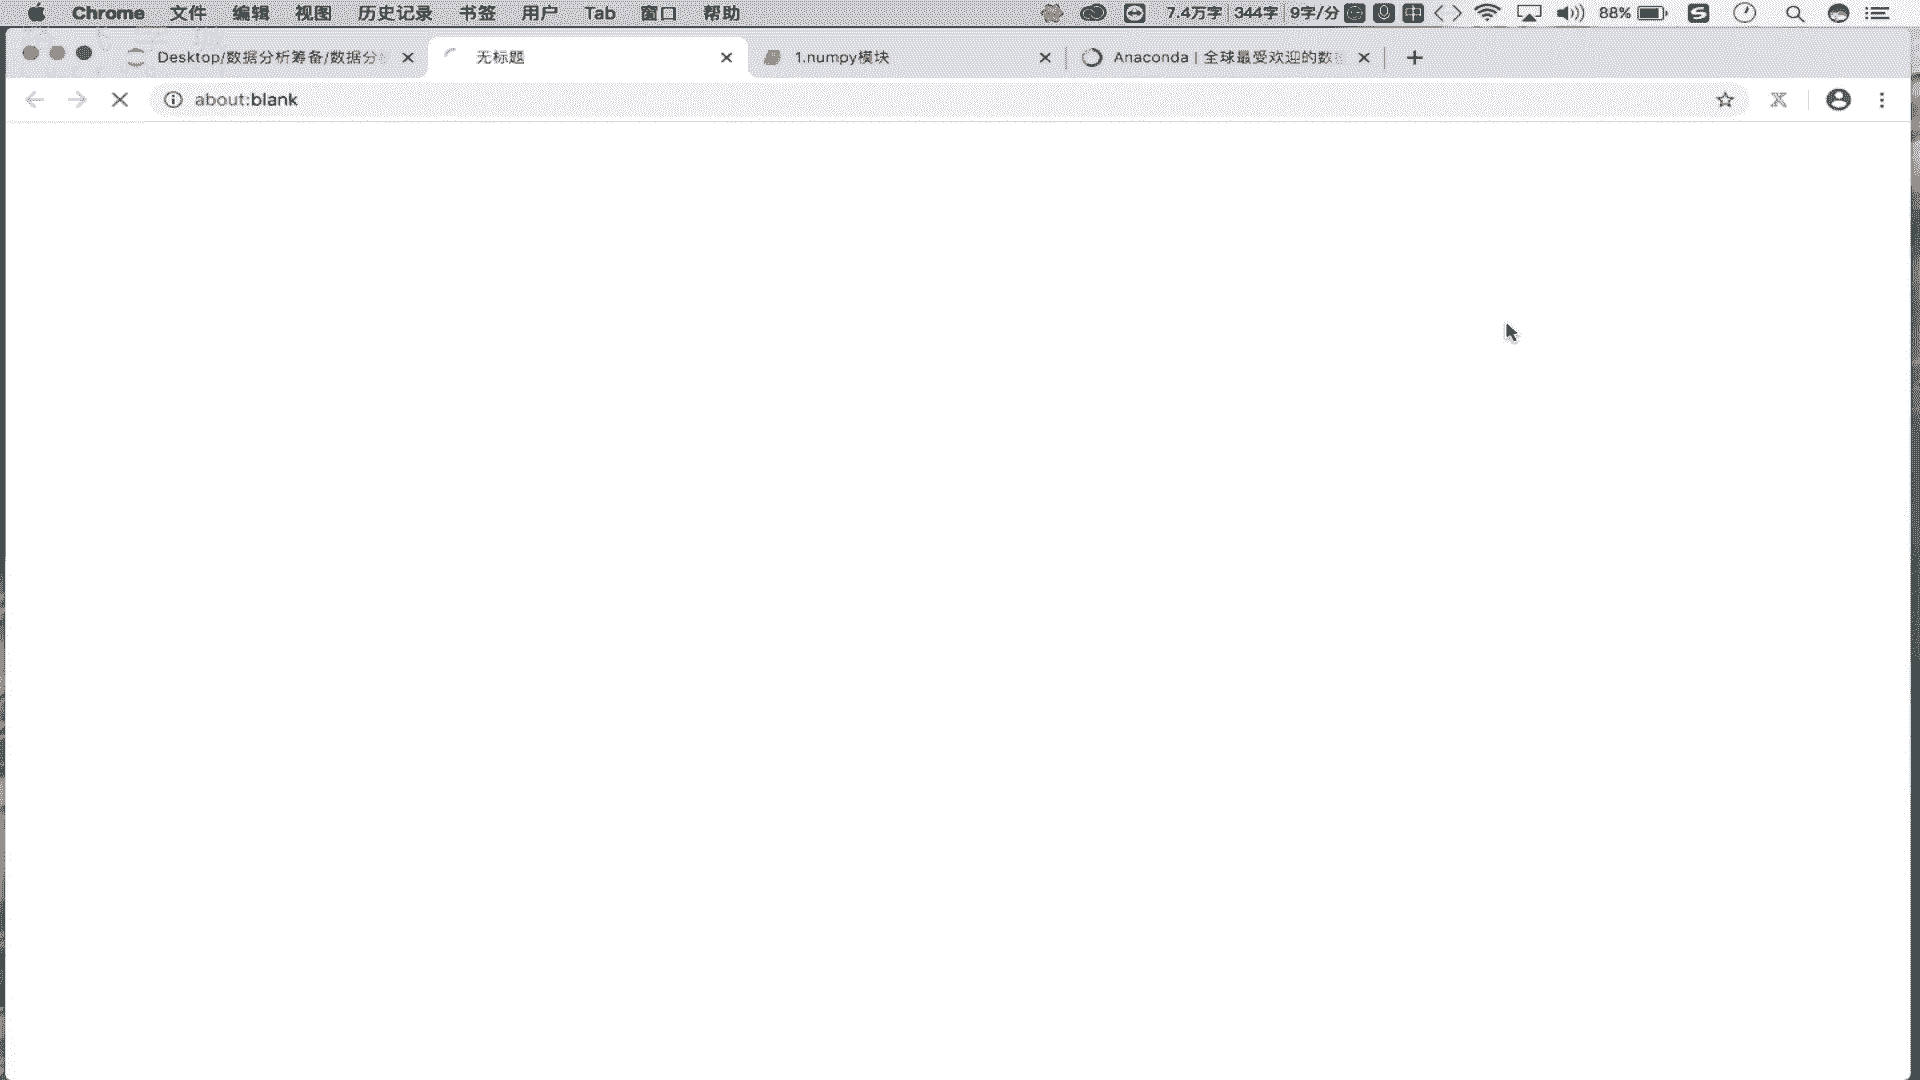 Chrome 文件 编辑 视图 历史记录 书签 用户 Tab 窗口 帮助 7.4万字 344字 9字/分 中 88%
Desktop/数据分析筹备/数据分 无标题 1.numpy模块 Anaconda | 全球最受欢迎的数
about:blank